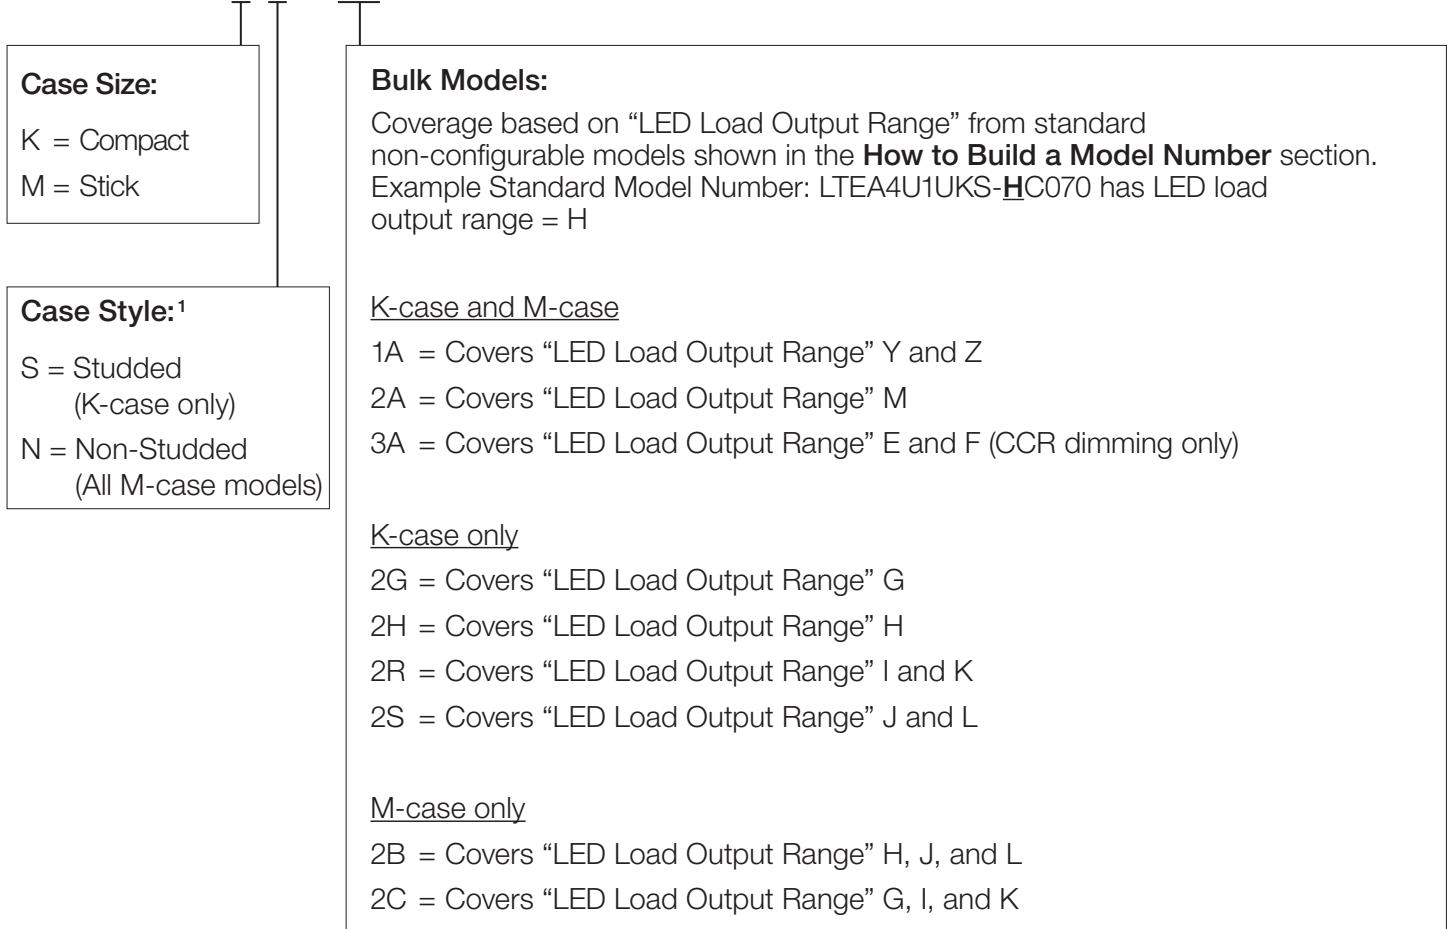 Case Size:
K = Compact
M = Stick
Case Style:¹
S = Studded
(K-case only)
N = Non-Studded
(All M-case models)
Bulk Models:
Coverage based on “LED Load Output Range” from standard
non-configurable models shown in the How to Build a Model Number section.
Example Standard Model Number: LTEA4U1UKS-HC070 has LED load
output range = H
K-case and M-case
1A = Covers “LED Load Output Range” Y and Z
2A = Covers “LED Load Output Range” M
3A = Covers “LED Load Output Range” E and F (CCR dimming only)
K-case only
2G = Covers “LED Load Output Range” G
2H = Covers “LED Load Output Range” H
2R = Covers “LED Load Output Range” I and K
2S = Covers “LED Load Output Range” J and L
M-case only
2B = Covers “LED Load Output Range” H, J, and L
2C = Covers “LED Load Output Range” G, I, and K